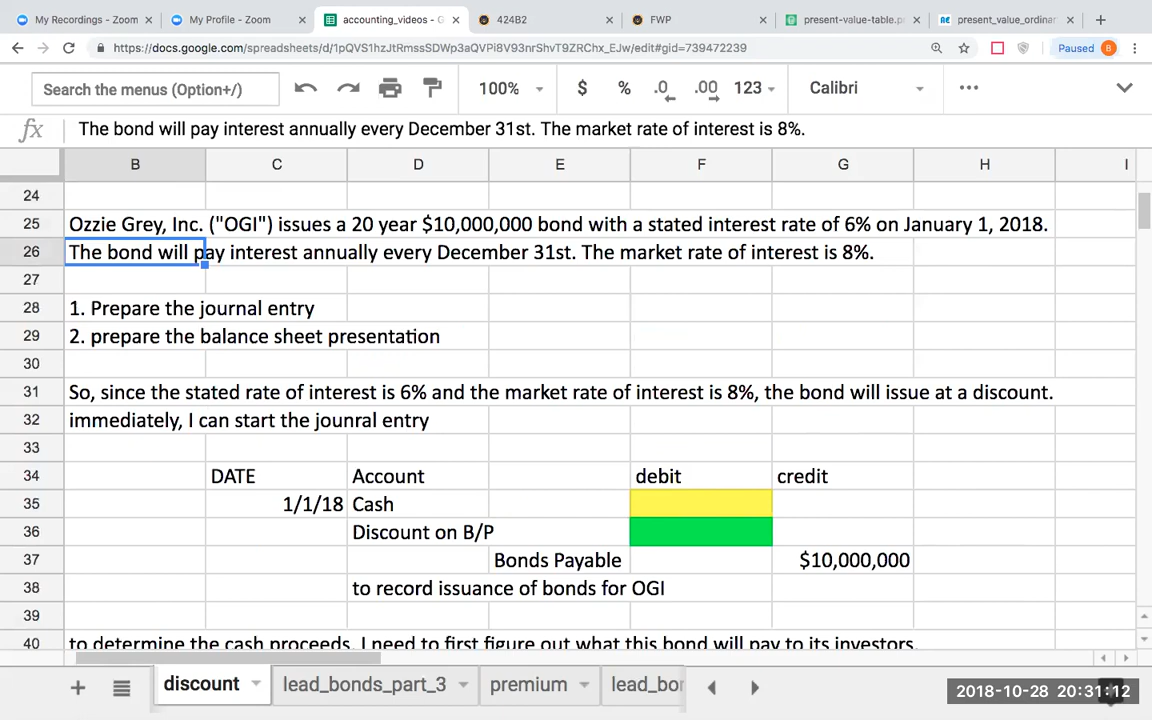 My Recordings - Zoom
My Profile - Zoom
accounting_videos - G
424B2
FWP
present-value-table.p
present_value_ordinar
https://docs.google.com/spreadsheets/d/1pQVS1hzJtRmssSDWp3aQVPi8V93nrShvT9ZRChx_EJw/edit#gid=739472239
Paused B
Search the menus (Option+/)
100% $ % .0 .00 123 Calibri
fx The bond will pay interest annually every December 31st. The market rate of interest is 8%.
B C D E F G H I
24
25 Ozzie Grey, Inc. ("OGI") issues a 20 year $10,000,000 bond with a stated interest rate of 6% on January 1, 2018.
26 The bond will pay interest annually every December 31st. The market rate of interest is 8%.
27
28 1. Prepare the journal entry
29 2. prepare the balance sheet presentation
30
31 So, since the stated rate of interest is 6% and the market rate of interest is 8%, the bond will issue at a discount.
32 immediately, I can start the jounral entry
33
34 DATE Account debit credit
35 1/1/18 Cash
36 Discount on B/P
37 Bonds Payable $10,000,000
38 to record issuance of bonds for OGI
39
40 to determine the cash proceeds, I need to first figure out what this bond will pay to its investors.
discount lead_bonds_part_3 premium lead_bor
2018-10-28 20:31:12